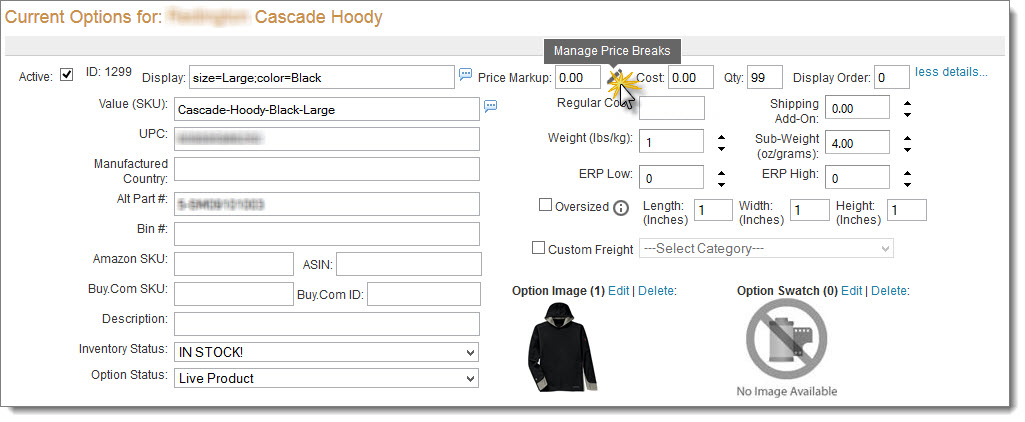 Current Options for: Cascade Hoody
Manage Price Breaks
Active: ID: 1299 Display: size=Large;color=Black Price Markup: 0.00 Cost: 0.00 Qty: 99 Display Order: 0 less details...
Value (SKU): Cascade-Hoody-Black-Large
Regular Co
Shipping Add-On: 0.00
UPC:
Weight (lbs/kg): 1
Sub-Weight (oz/grams): 4.00
Manufactured Country:
ERP Low: 0
ERP High: 0
Alt Part #:
Oversized
Length: (Inches) 1
Width: (Inches) 1
Height: (Inches) 1
Bin #:
Custom Freight ---Select Category---
Amazon SKU: ASIN:
Buy.Com SKU: Buy.Com ID:
Option Image (1) Edit | Delete:
Option Swatch (0) Edit | Delete:
Description:
Inventory Status: IN STOCK!
Option Status: Live Product
No Image Available